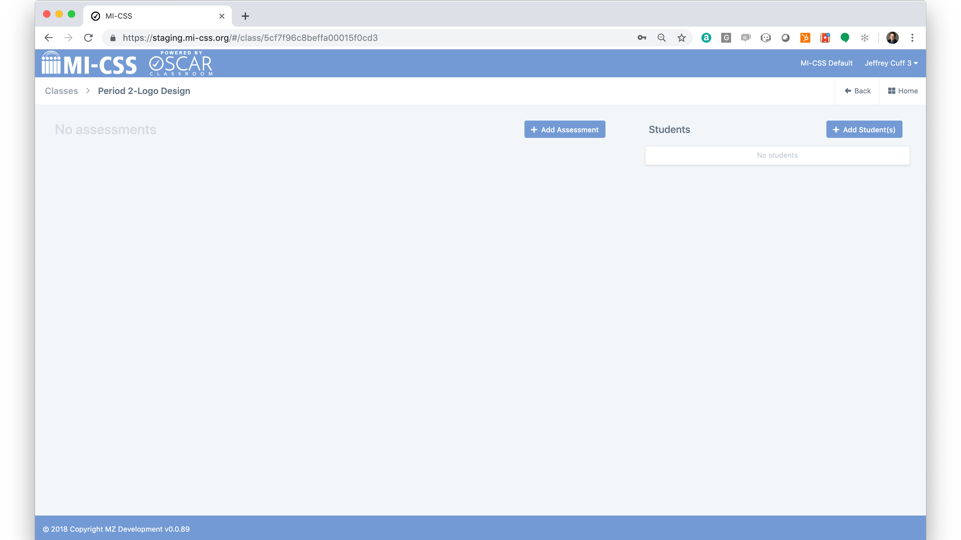 MI-CSS
https://staging.mi-css.org/#/class/5cf7f96c8beffa00015f0cd3
MI-CSS
POWERED BY
OSCAR
CLASSROOM
MI-CSS Default
Jeffrey Cuff 3
Classes
Period 2-Logo Design
Back
Home
No assessments
Add Assessment
Students
Add Student(s)
No students
© 2018 Copyright MZ Development v0.0.89